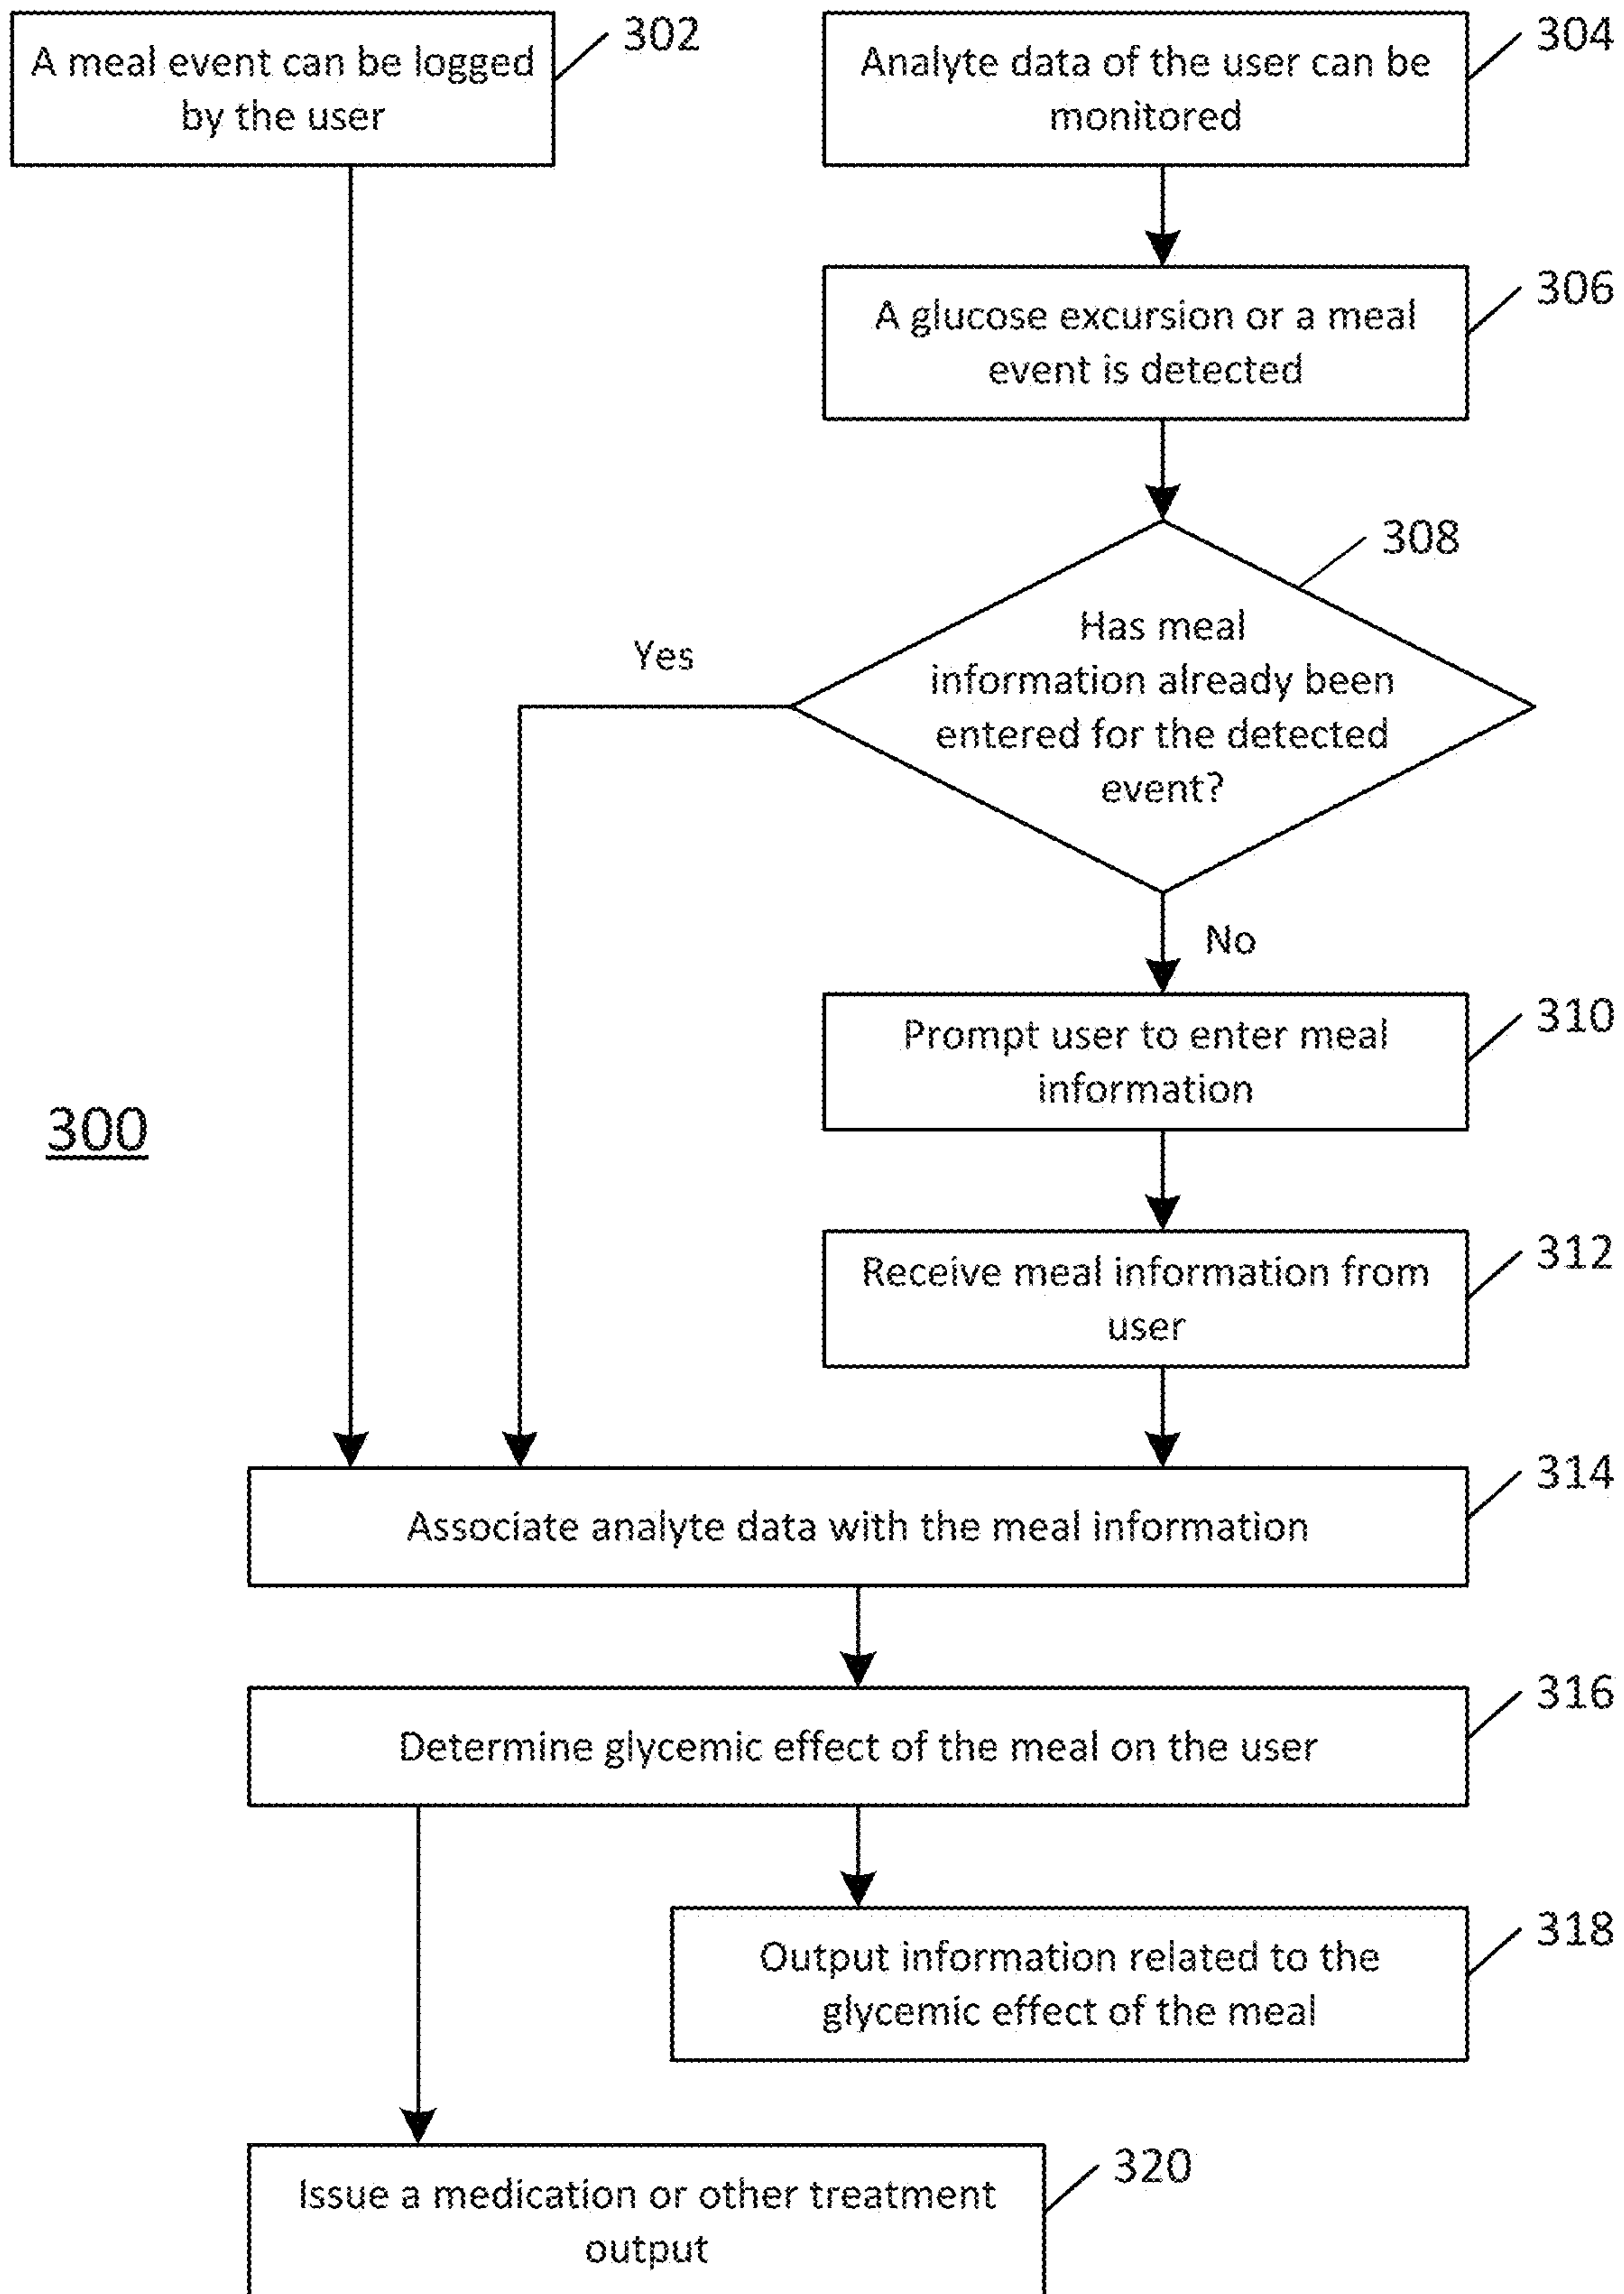 A meal event can be logged
by the user
302
Analyte data of the user can be
monitored
304
A glucose excursion or a meal
event is detected
306
308
Has meal
information already been
entered for the detected
event?
Yes
No
Prompt user to enter meal
information
310
300
Receive meal information from
user
312
Associate analyte data with the meal information
314
Determine glycemic effect of the meal on the user
316
Output information related to the
glycemic effect of the meal
318
Issue a medication or other treatment
output
320